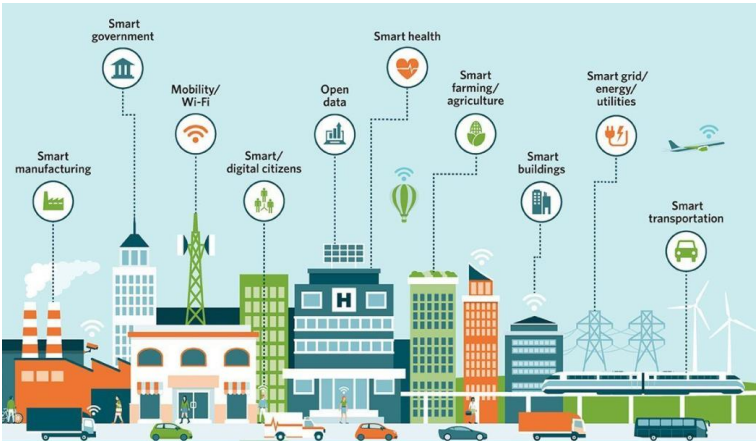 Smart
government
Smart health
Mobility/
Wi-Fi
Open
data
Smart
farming/
agriculture
Smart grid/
energy/
utilities
Smart
manufacturing
Smart/
digital citizens
Smart
buildings
Smart
transportation
H